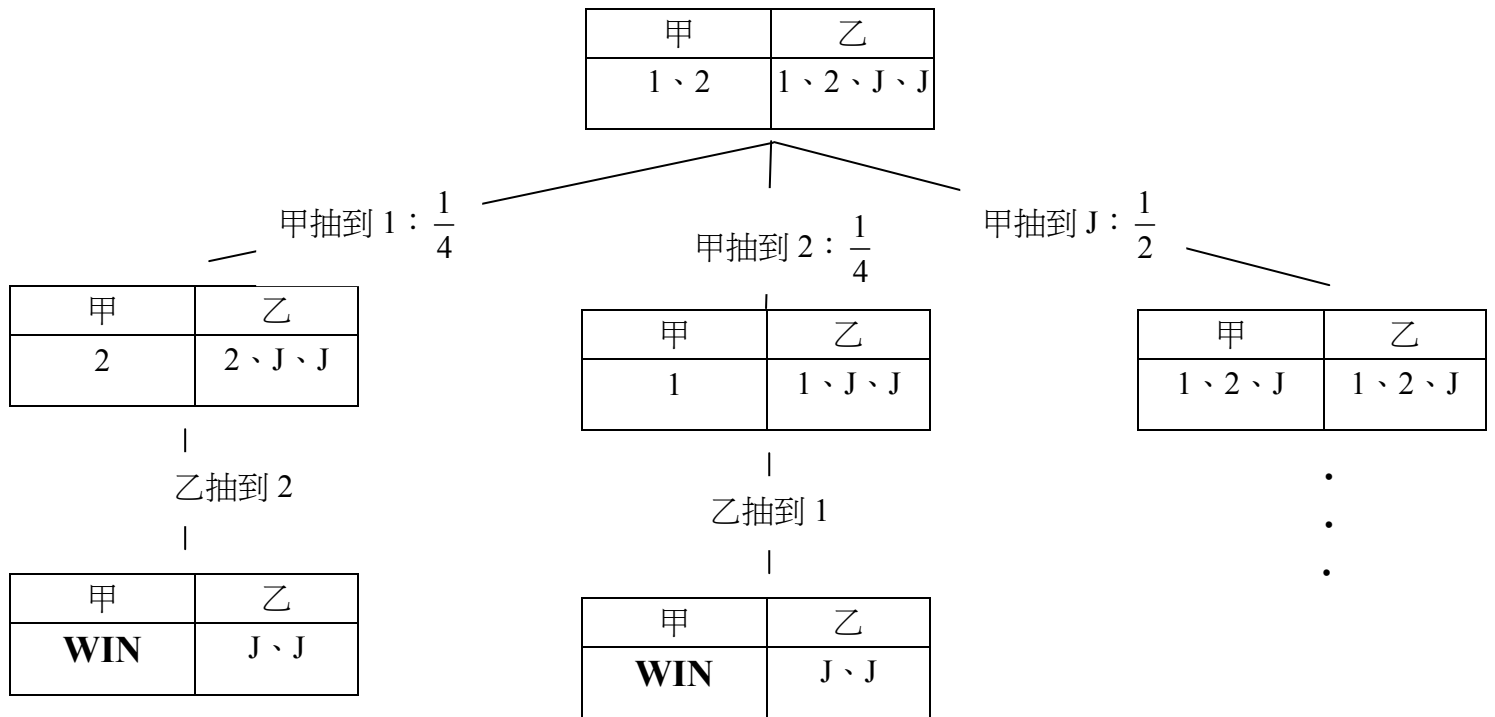 甲 乙
1、2 1、2、J、J
甲抽到 1：1/4
甲抽到 2：1/4
甲抽到 J：1/2
甲 乙
2 2、J、J
甲 乙
1 1、J、J
甲 乙
1、2、J 1、2、J
乙抽到 2
乙抽到 1
甲 乙
WIN J、J
甲 乙
WIN J、J